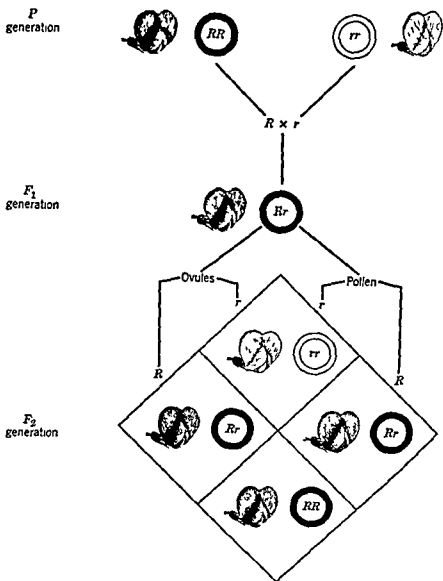 P
generation
RR
rr
R × r
F1
generation
Rr
Ovules
Pollen
r
r
R
R
rr
F2
generation
Rr
Rr
RR